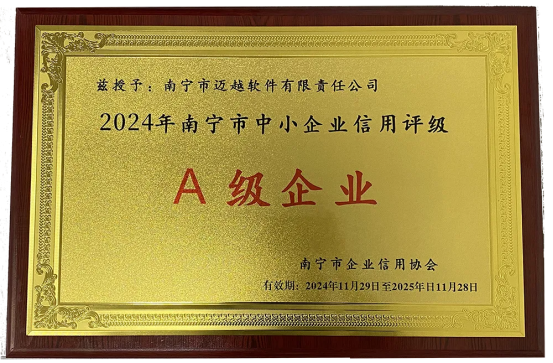 兹授予：南宁市迈越软件有限责任公司
2024年南宁市中小企业信用评级
A级企业
南宁市企业信用协会
有效期：2024年11月29日至2025年日11月28日